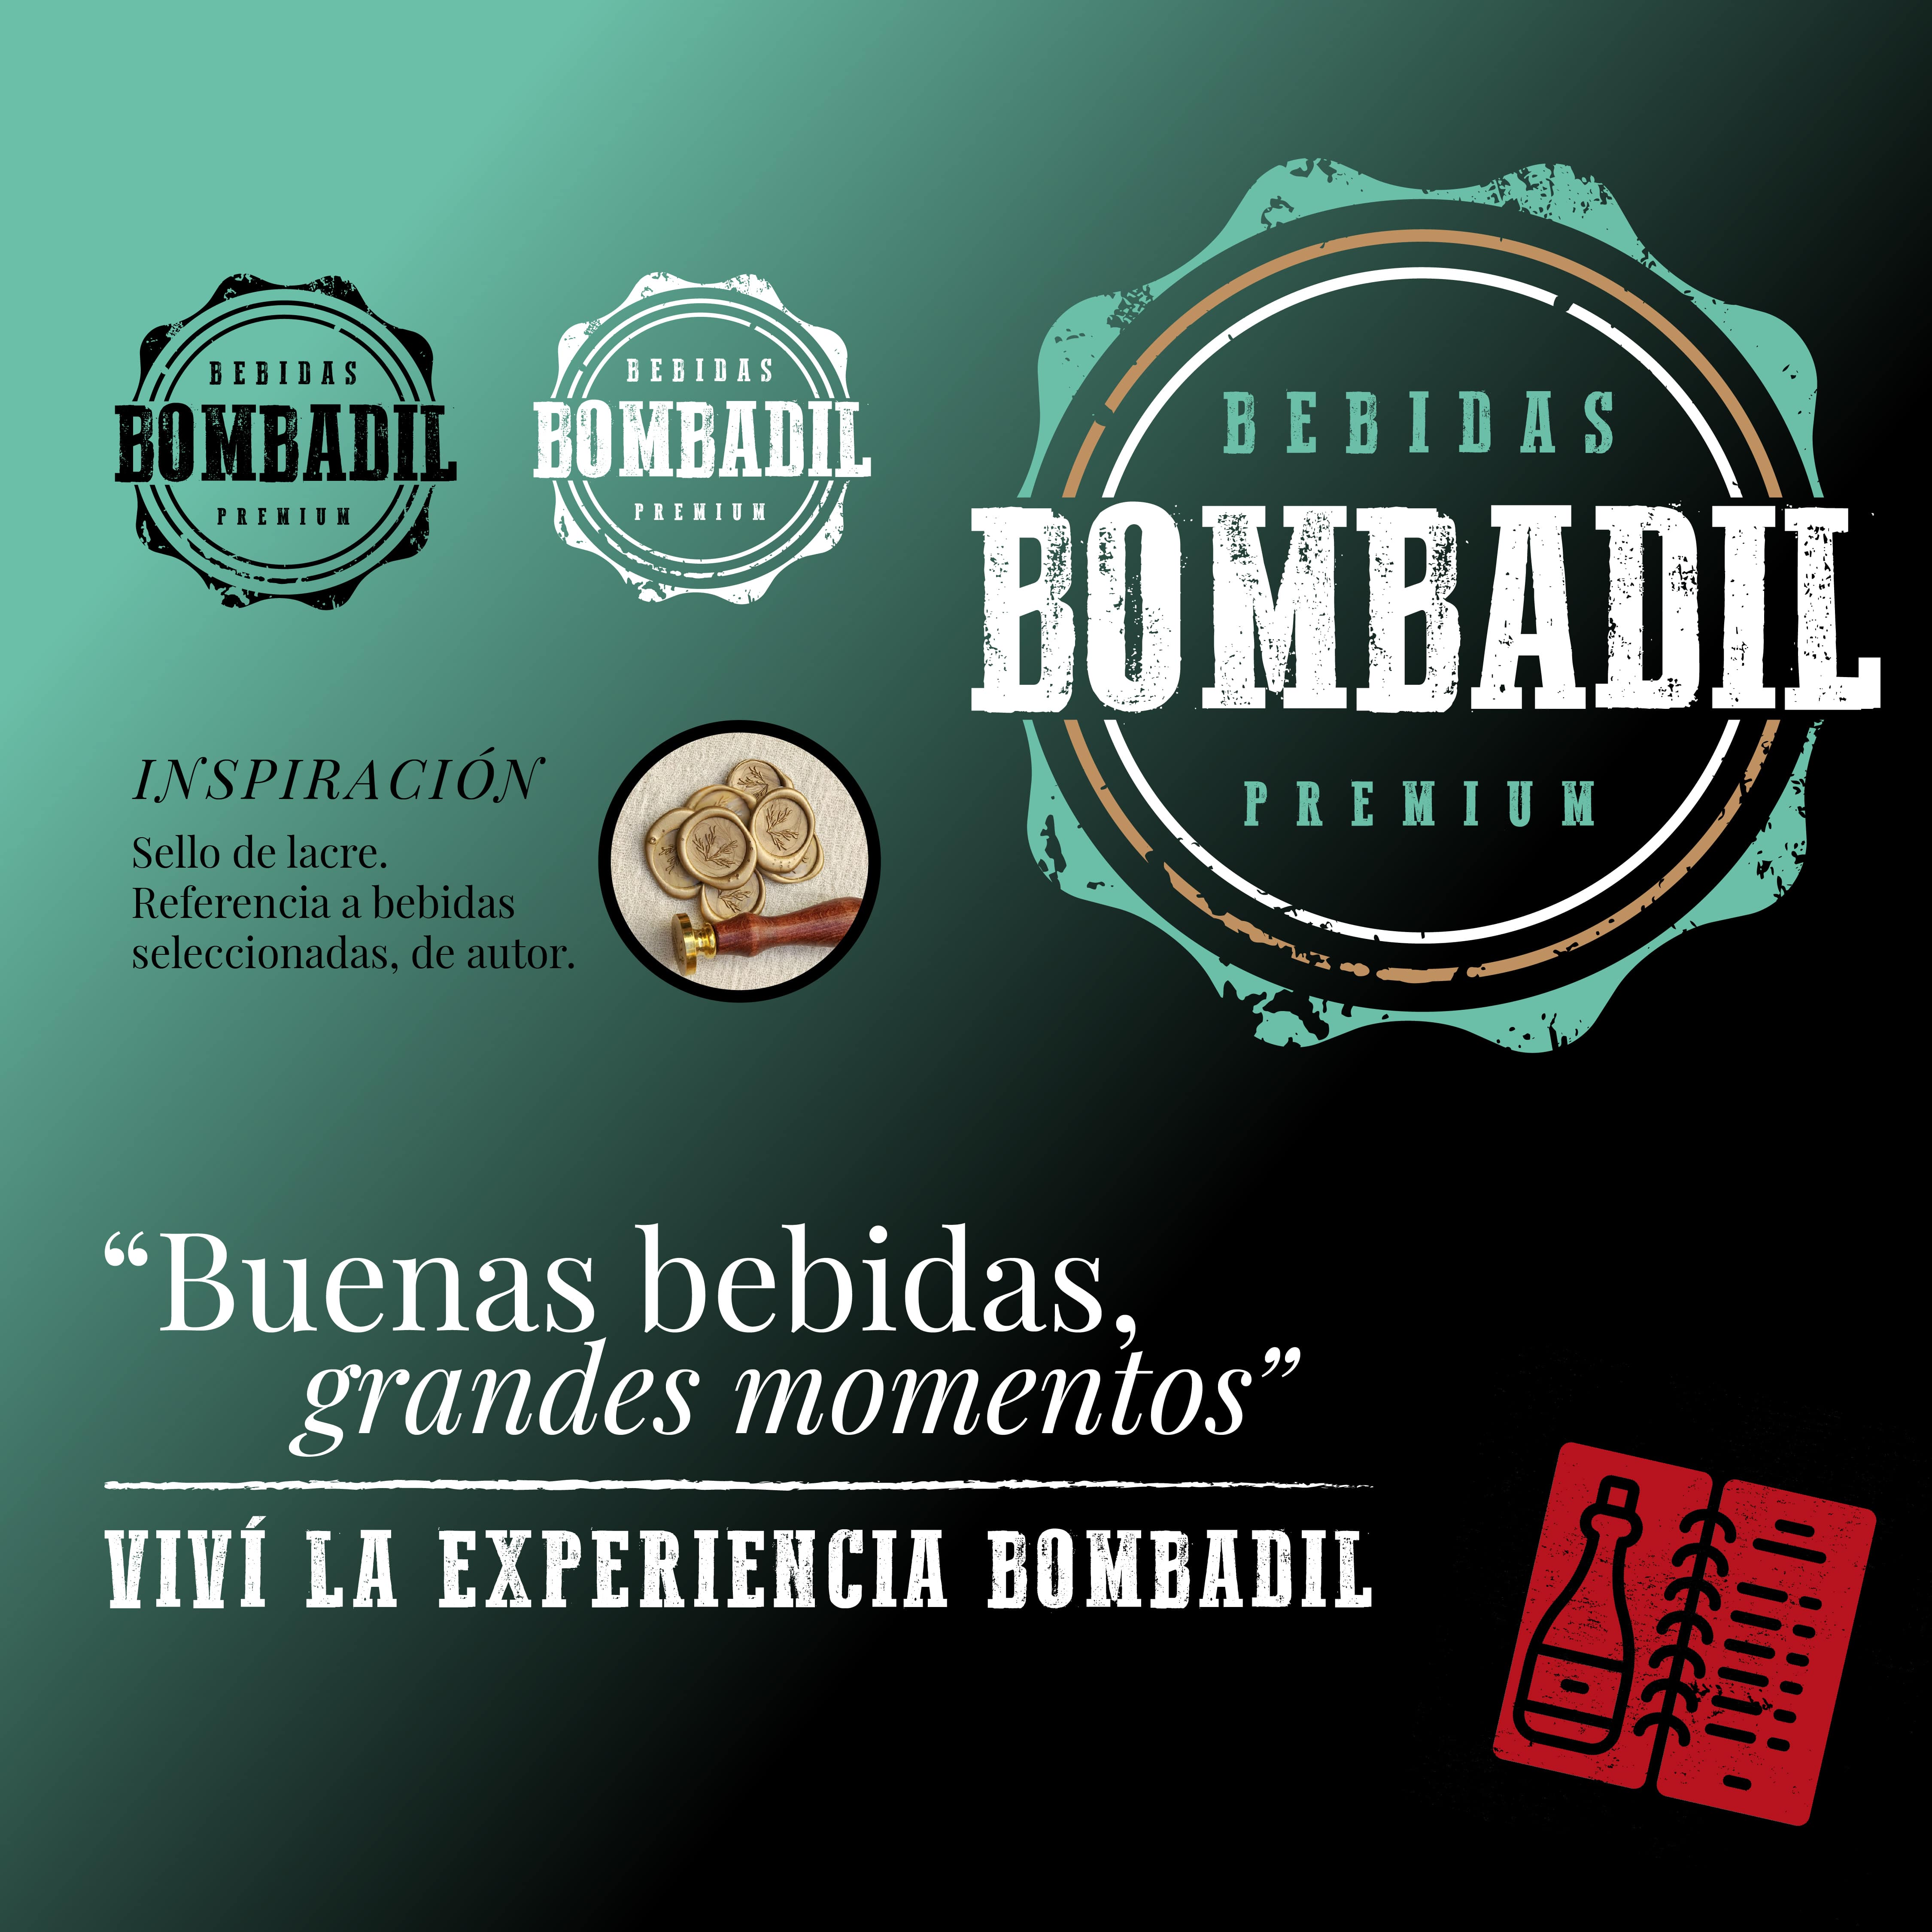 BEBIDAS
BOMBADIL
PREMIUM
BEBIDAS
BOMBADIL
PREMIUM
BEBIDAS
BOMBADIL
PREMIUM
INSPIRACIÓN
Sello de lacre.
Referencia a bebidas
seleccionadas, de autor.
“Buenas bebidas,
grandes momentos”
VIVÍ LA EXPERIENCIA BOMBADIL